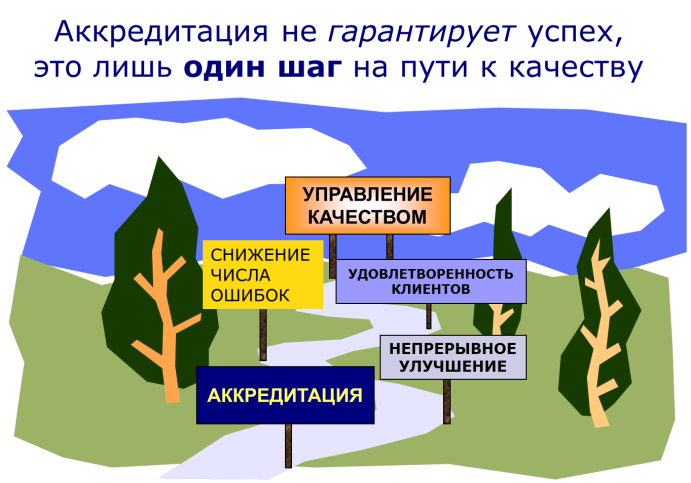 Аккредитация не гарантирует успех,
это лишь один шаг на пути к качеству
УПРАВЛЕНИЕ
КАЧЕСТВОМ
СНИЖЕНИЕ
ЧИСЛА
ОШИБОК
УДОВЛЕТВОРЕННОСТЬ
КЛИЕНТОВ
НЕПРЕРЫВНОЕ
УЛУЧШЕНИЕ
АККРЕДИТАЦИЯ